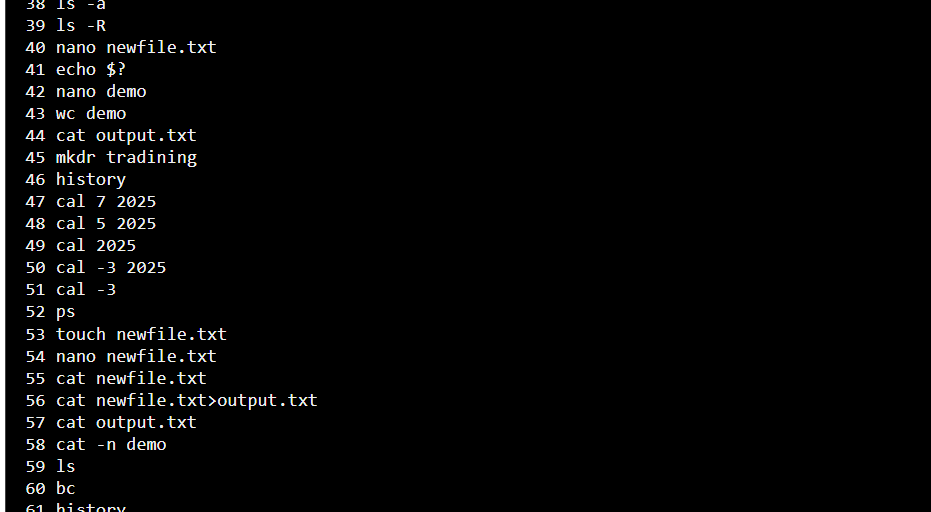 38 ls -a
39 ls -R
40 nano newfile.txt
41 echo $?
42 nano demo
43 wc demo
44 cat output.txt
45 mkdr tradining
46 history
47 cal 7 2025
48 cal 5 2025
49 cal 2025
50 cal -3 2025
51 cal -3
52 ps
53 touch newfile.txt
54 nano newfile.txt
55 cat newfile.txt
56 cat newfile.txt>output.txt
57 cat output.txt
58 cat -n demo
59 ls
60 bc
61 history